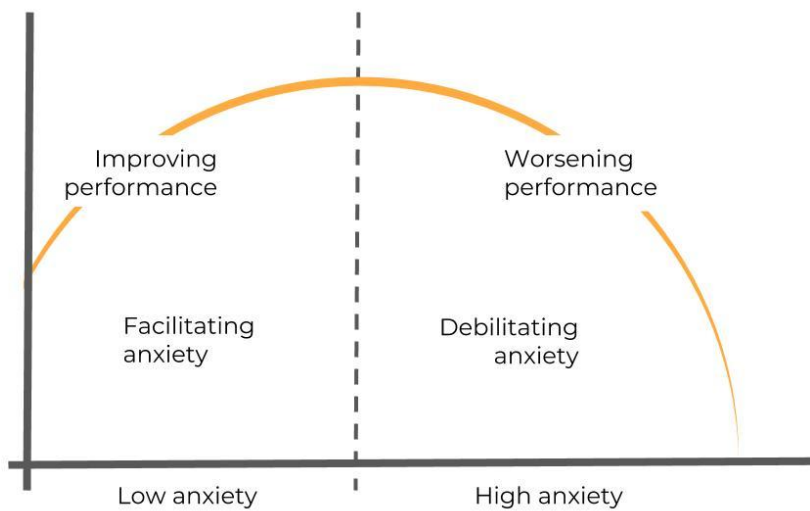 Improving
performance
Worsening
performance
Facilitating
anxiety
Debilitating
anxiety
Low anxiety
High anxiety